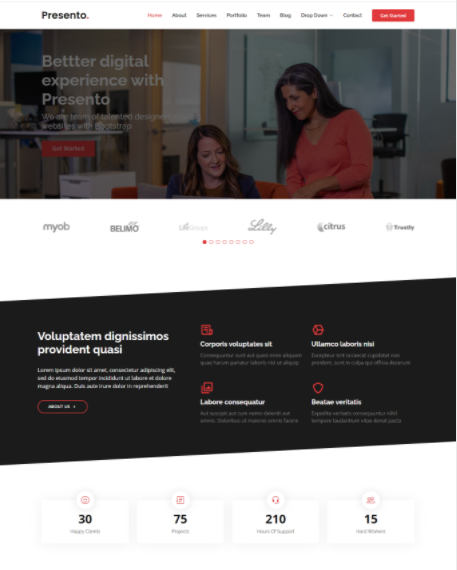 Presento.
Home About Services Portfolio Team Blog Drop Down Contact Get Started
Bettter digital
experience with
Presento
We are team of talented designers
websites with Bootstrap
Get Started
myob BELIMO LifeGroups Lilly citrus Trustly
Voluptatem dignissimos
provident quasi
Lorem ipsum dolor sit amet, consectetur adipiscing elit,
sed do eiusmod tempor incididunt ut labore et dolore
magna aliqua. Duis aute irure dolor in reprehenderit
ABOUT US
Corporis voluptates sit
Consequuntur sunt aut quasi enim aliquam
quae harum pariatur laboris nisi ut aliquip
Ullamco laboris nisi
Excepteur sint occaecat cupidatat non
proident, sunt in culpa qui officia deserunt
Labore consequatur
Aut suscipit aut cum nemo deleniti aut
omnis. Doloribus ut maiores omnis facere
Beatae veritatis
Expedita veritatis consequuntur nihil
tempore laudantium vitae denat pacta
30
Happy Clients
75
Projects
210
Hours Of Support
15
Hard Workers